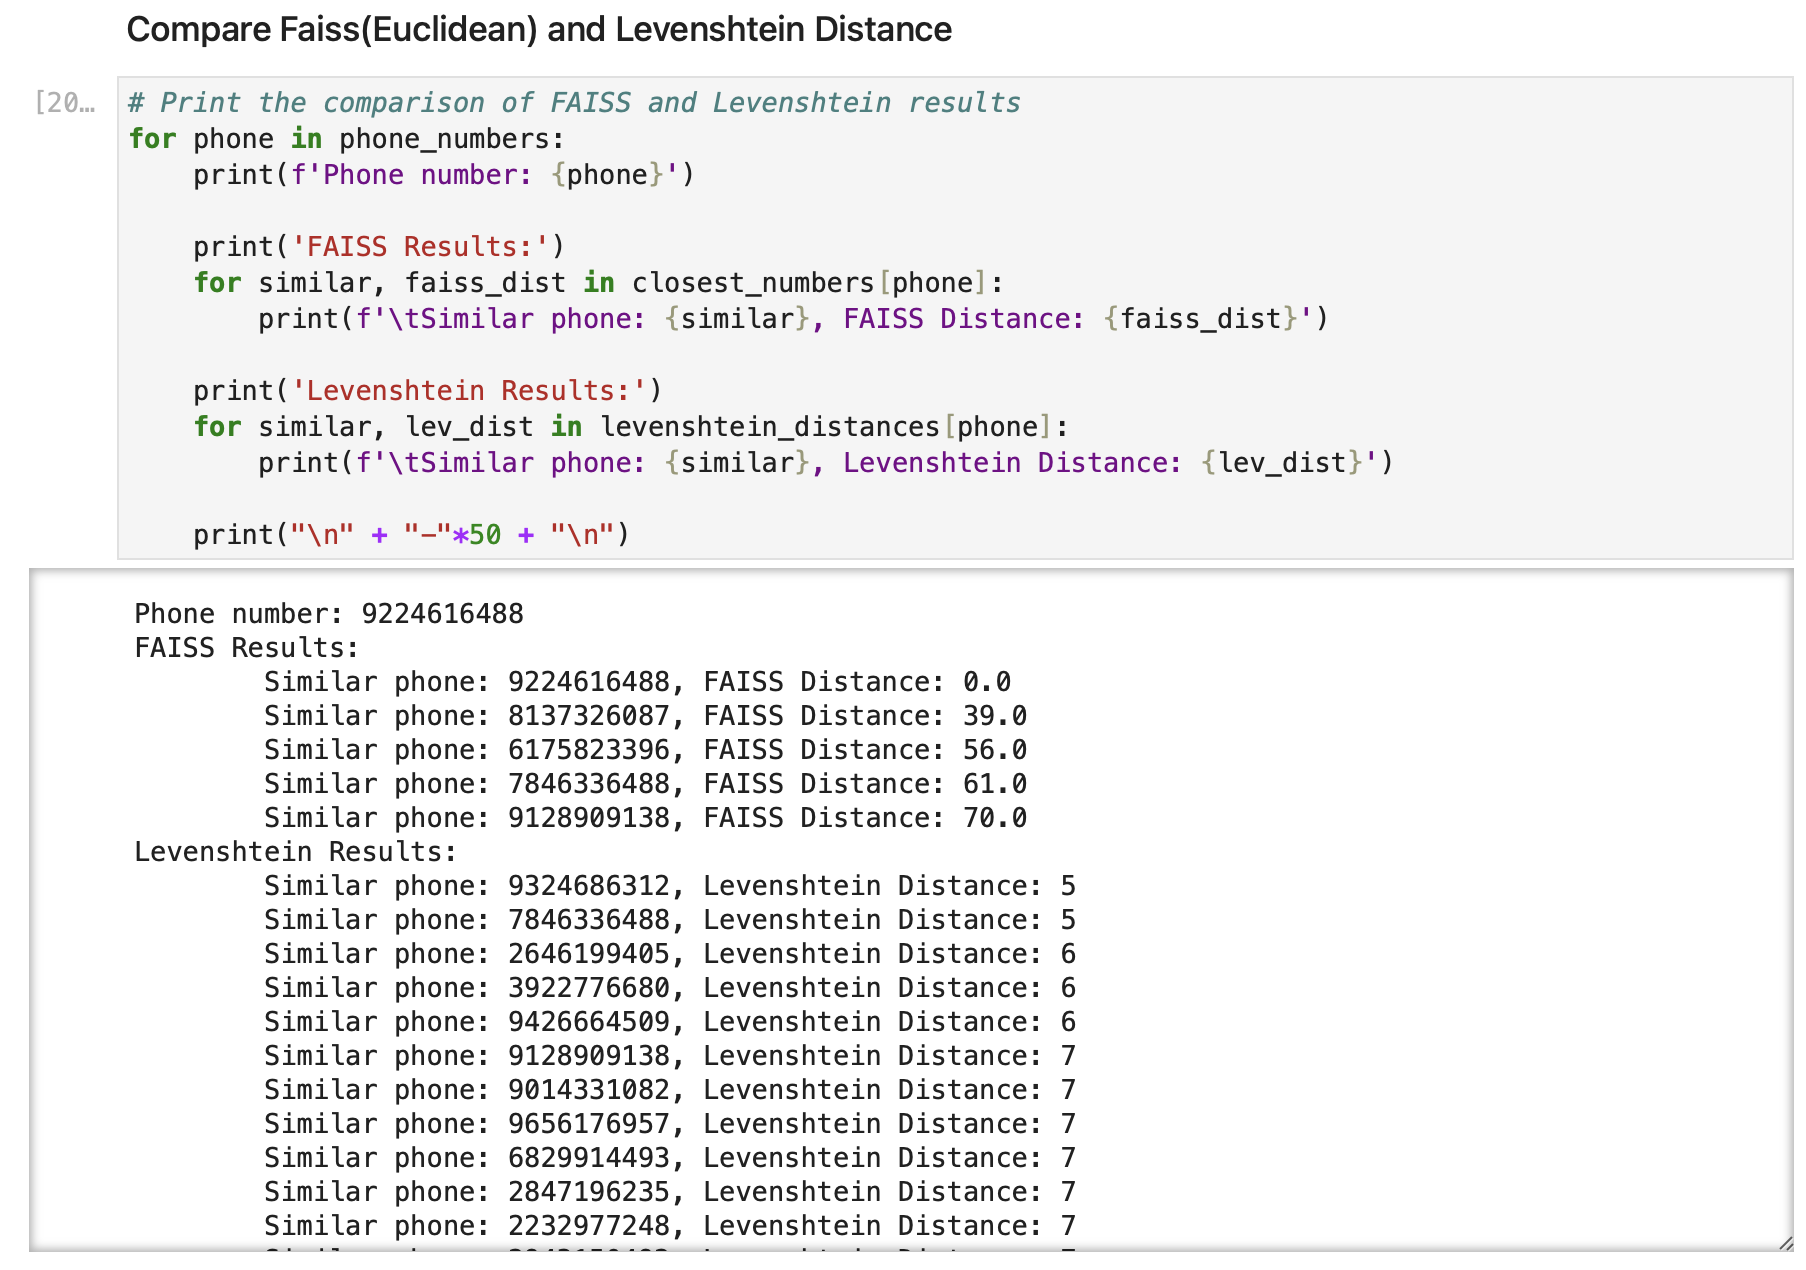 Compare Faiss(Euclidean) and Levenshtein Distance
[20…
# Print the comparison of FAISS and Levenshtein results
for phone in phone_numbers:
    print(f'Phone number: {phone}')
    print('FAISS Results:')
    for similar, faiss_dist in closest_numbers[phone]:
        print(f'\tSimilar phone: {similar}, FAISS Distance: {faiss_dist}')
    print('Levenshtein Results:')
    for similar, lev_dist in levenshtein_distances[phone]:
        print(f'\tSimilar phone: {similar}, Levenshtein Distance: {lev_dist}')
    print("\n" + "-"*50 + "\n")
Phone number: 9224616488
FAISS Results:
        Similar phone: 9224616488, FAISS Distance: 0.0
        Similar phone: 8137326087, FAISS Distance: 39.0
        Similar phone: 6175823396, FAISS Distance: 56.0
        Similar phone: 7846336488, FAISS Distance: 61.0
        Similar phone: 9128909138, FAISS Distance: 70.0
Levenshtein Results:
        Similar phone: 9324686312, Levenshtein Distance: 5
        Similar phone: 7846336488, Levenshtein Distance: 5
        Similar phone: 2646199405, Levenshtein Distance: 6
        Similar phone: 3922776680, Levenshtein Distance: 6
        Similar phone: 9426664509, Levenshtein Distance: 6
        Similar phone: 9128909138, Levenshtein Distance: 7
        Similar phone: 9014331082, Levenshtein Distance: 7
        Similar phone: 9656176957, Levenshtein Distance: 7
        Similar phone: 6829914493, Levenshtein Distance: 7
        Similar phone: 2847196235, Levenshtein Distance: 7
        Similar phone: 2232977248, Levenshtein Distance: 7